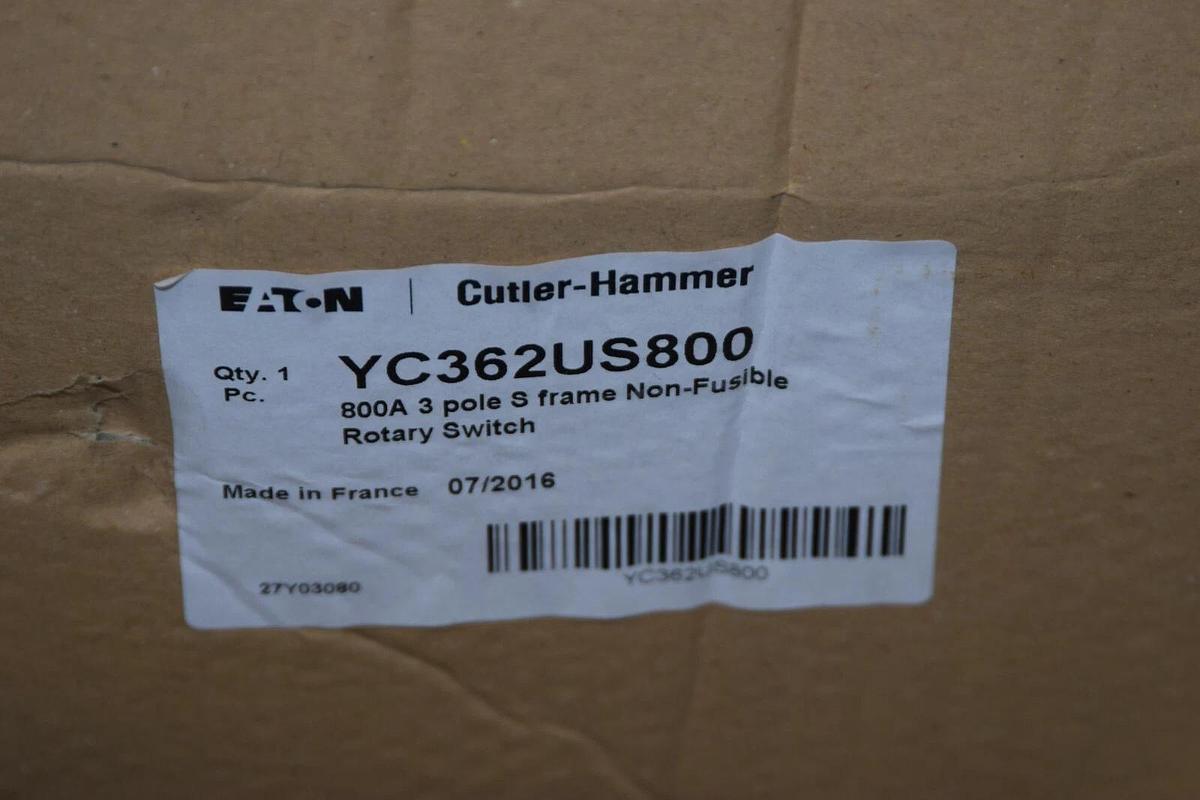 EATON | Cutler-Hammer
Qty. 1 YC362US800
Pc. 800A 3 pole S frame Non-Fusible
Rotary Switch
Made in France 07/2016
YC362US800
27Y03080